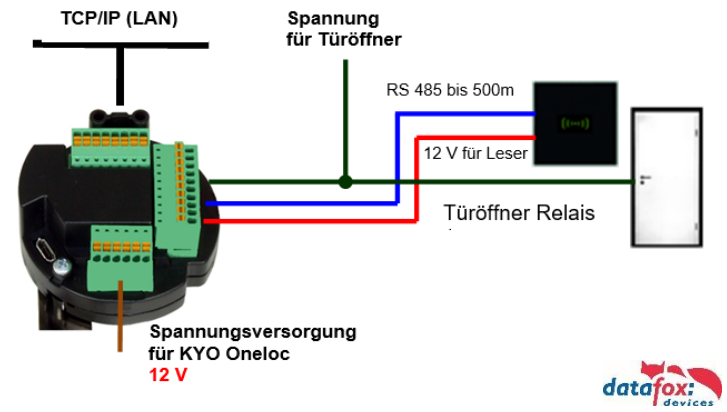 TCP/IP (LAN)
Spannung
für Türöffner
RS 485 bis 500m
12 V für Leser
Türöffner Relais
Spannungsversorgung
für KYO Oneloc
12 V
datafox:
devices